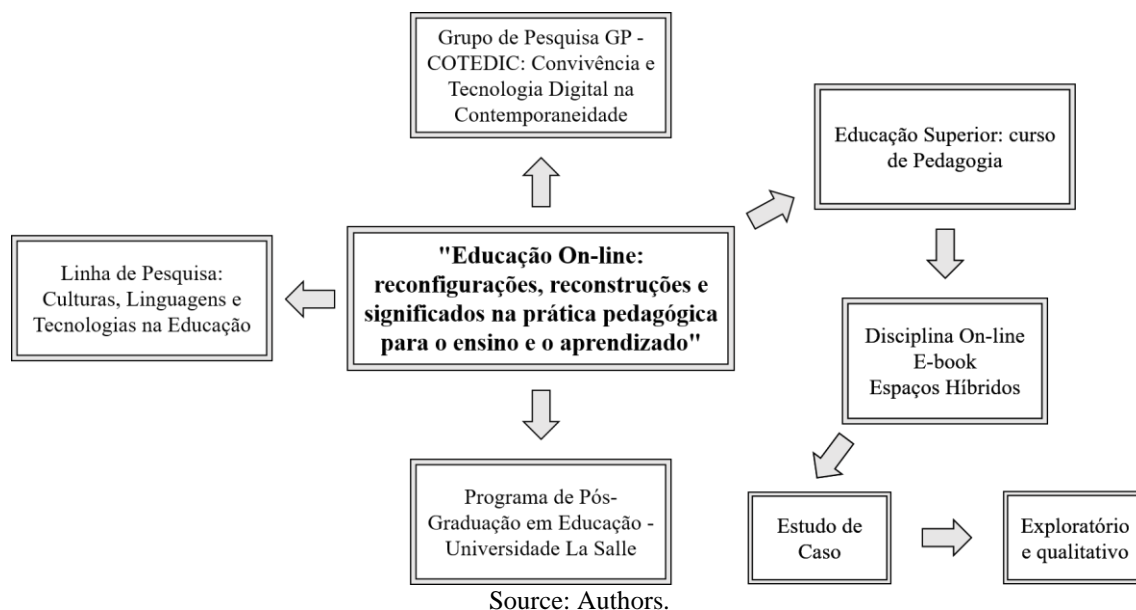 Grupo de Pesquisa GP -
COTEDIC: Convivência e
Tecnologia Digital na
Contemporaneidade
Educação Superior: curso
de Pedagogia
Linha de Pesquisa:
Culturas, Linguagens e
Tecnologias na Educação
"Educação On-line:
reconfigurações, reconstruções e
significados na prática pedagógica
para o ensino e o aprendizado"
Disciplina On-line
E-book
Espaços Híbridos
Programa de Pós-
Graduação em Educação -
Universidade La Salle
Estudo de
Caso
Exploratório
e qualitativo
Source: Authors.